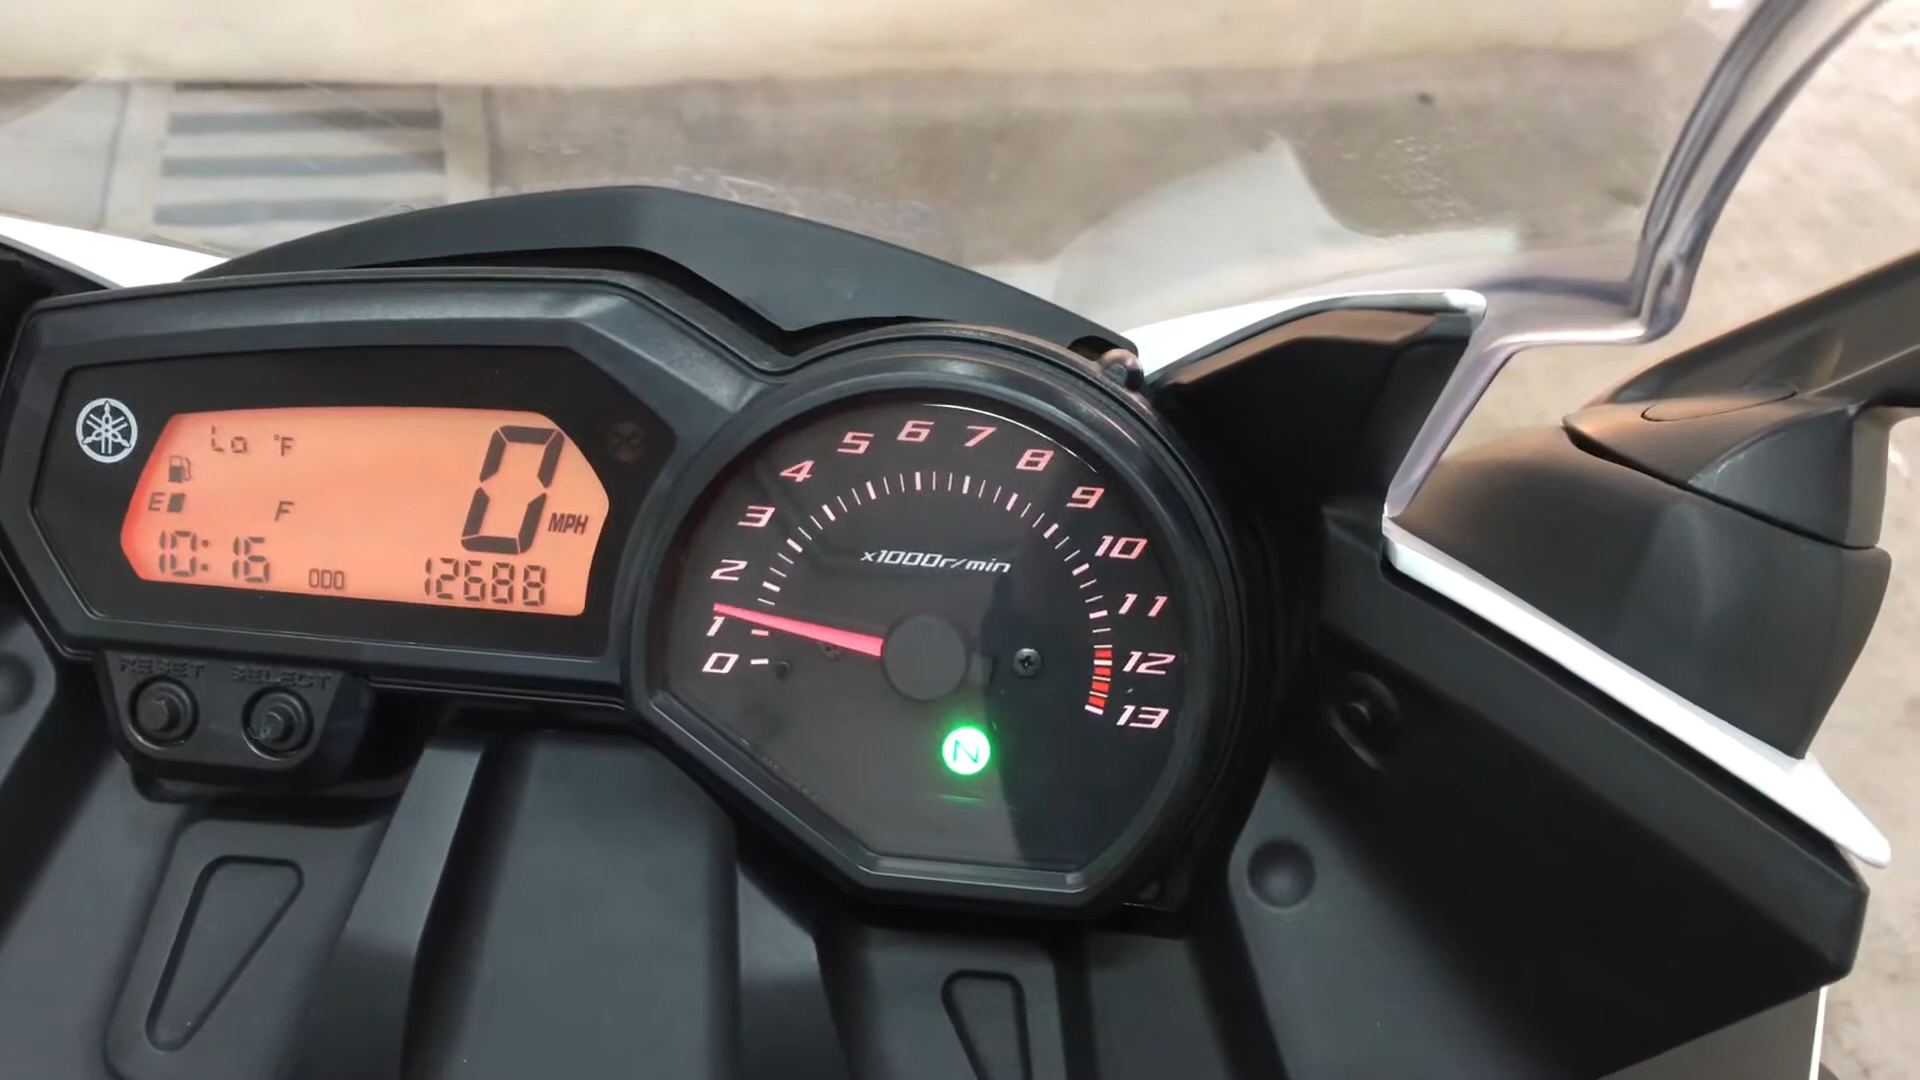 Lo °F
0 MPH
E F
10:16 ODO 12688
RESET SELECT
0 1 2 3 4 5 6 7 8 9 10 11 12 13
x1000r/min
N